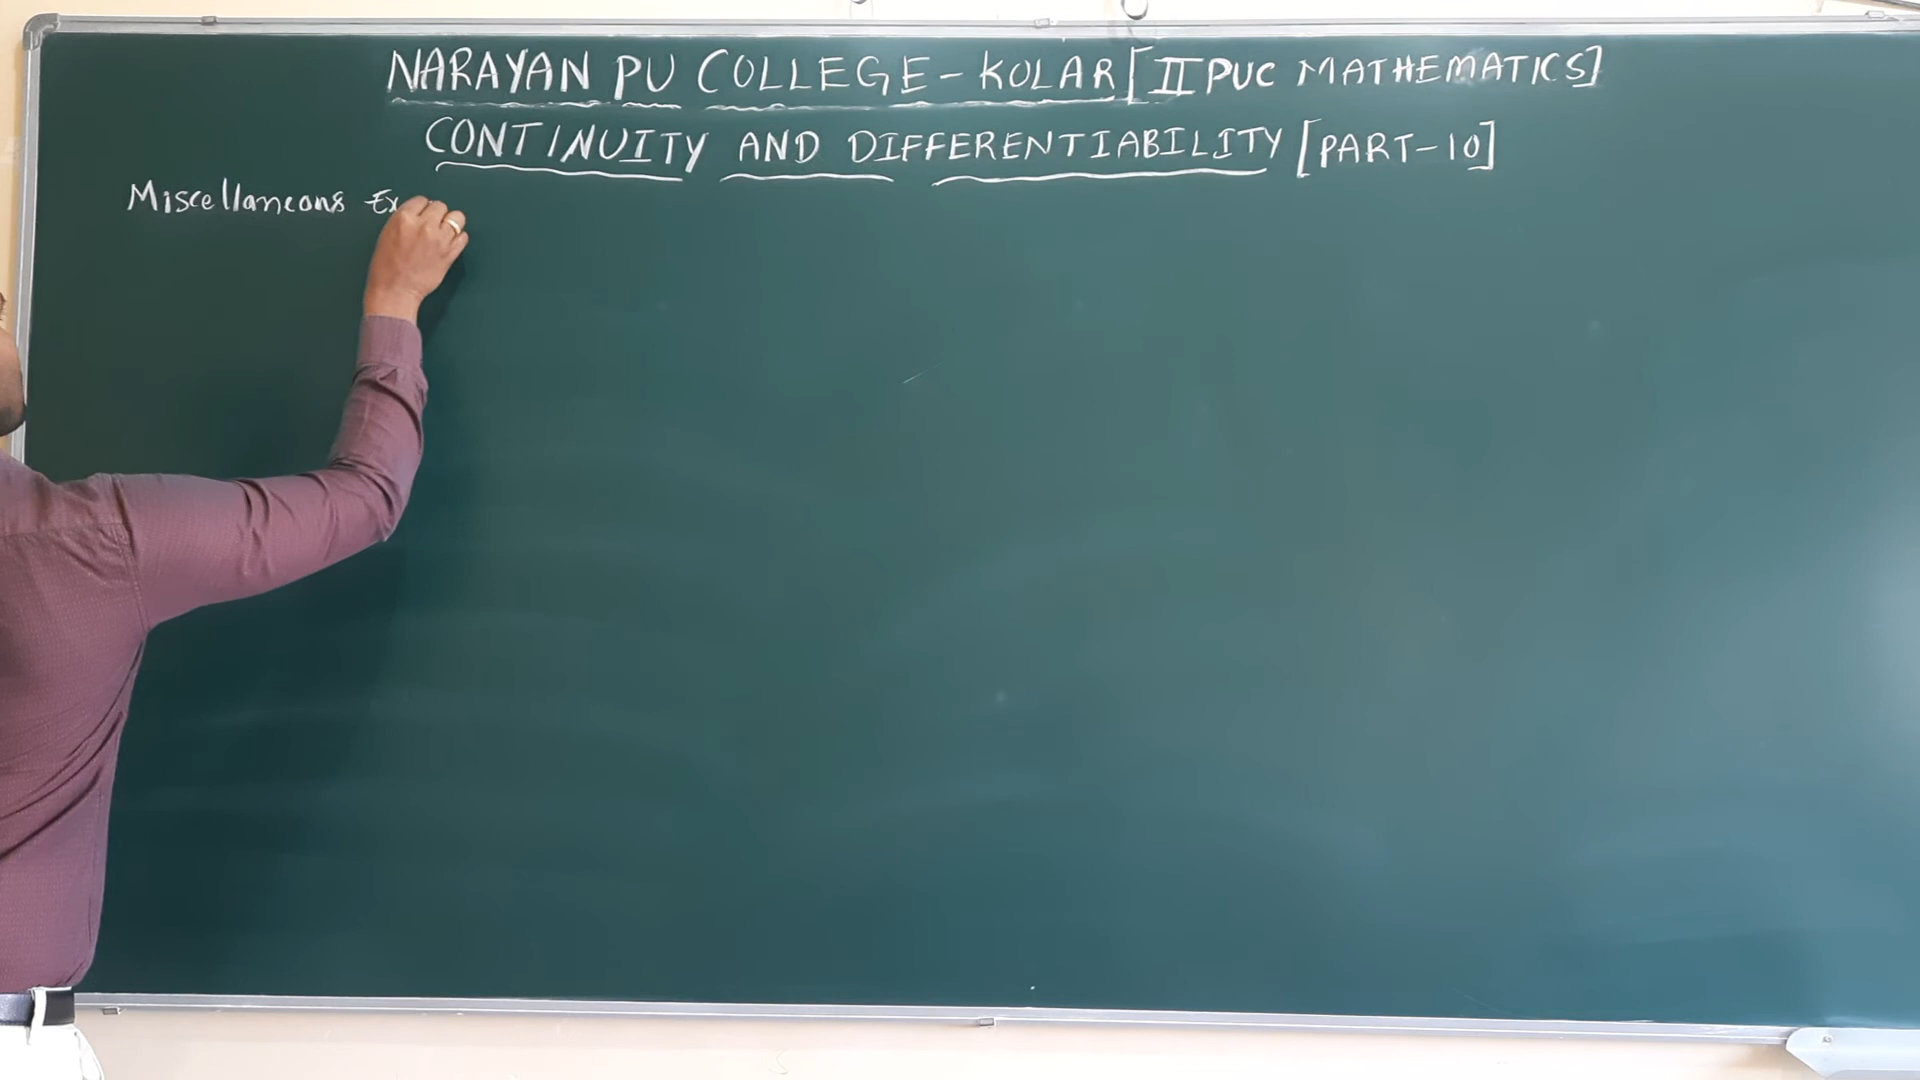 NARAYAN PU COLLEGE - KOLAR [II PUC MATHEMATICS]
CONTINUITY AND DIFFERENTIABILITY [PART-10]
Miscellaneous Ex